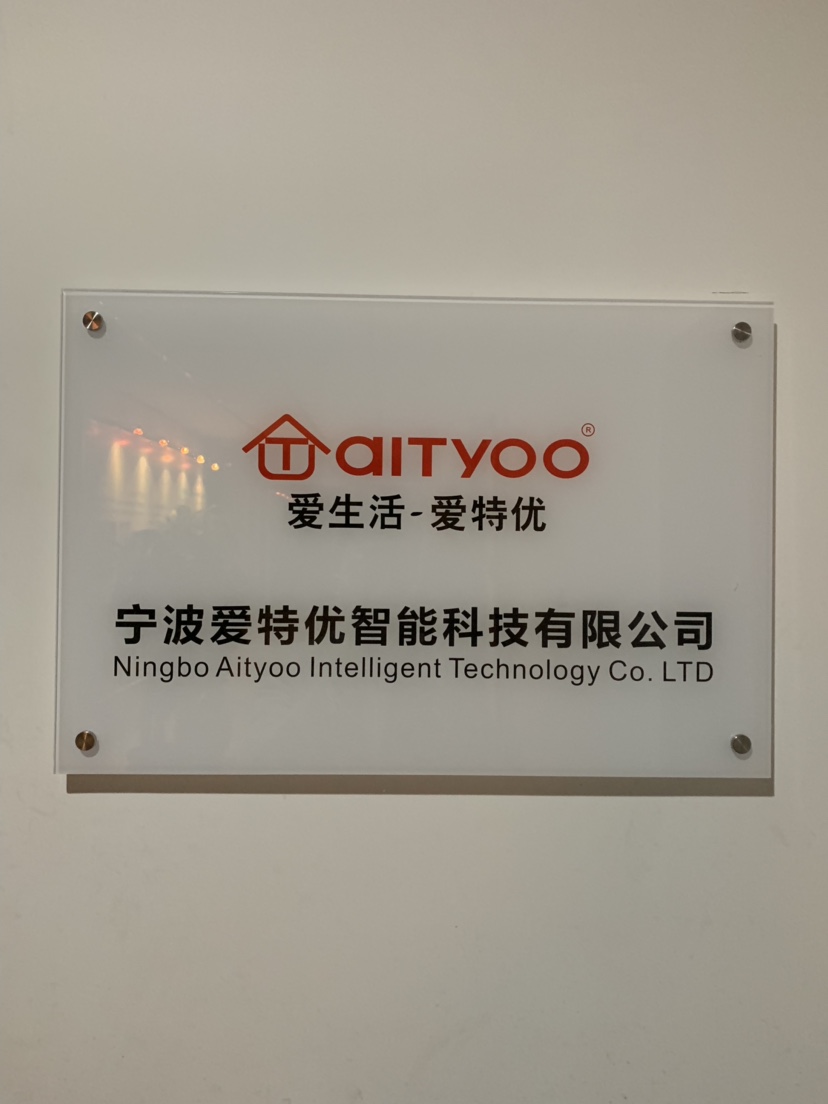 aityoo®
爱生活-爱特优
宁波爱特优智能科技有限公司
Ningbo Aityoo Intelligent Technology Co. LTD